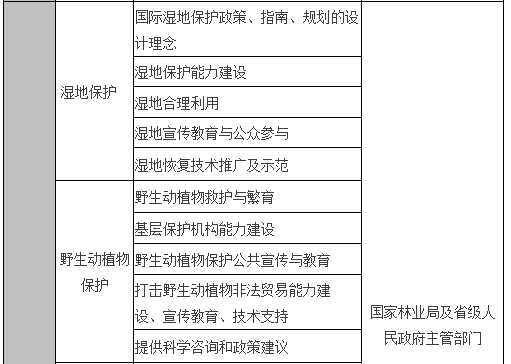 国际湿地保护政策、指南、规划的设
计理念
湿地保护
湿地保护能力建设
湿地合理利用
湿地宣传教育与公众参与
湿地恢复技术推广及示范
野生动植物
保护
野生动植物救护与繁育
基层保护机构能力建设
野生动植物保护公共宣传与教育
打击野生动植物非法贸易能力建
设、宣传教育、技术支持
提供科学咨询和政策建议
国家林业局及省级人
民政府主管部门